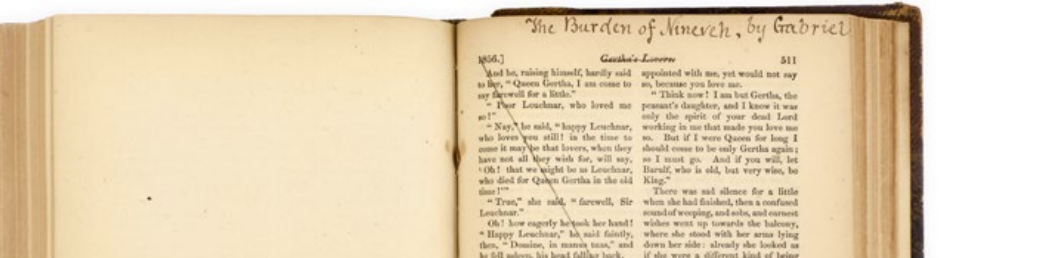 The Burden of Nineveh, by Gabriel
1856.] Gertha's Lovers 511
And he, raising himself, hardly said
to her, “Queen Gertha, I am come to
say farewell for a little.”
“Poor Leuchnar, who loved me
so!”
“Nay,” he said, “happy Leuchnar,
who loves you still! in the time to
come it may be that lovers, when they
have not all they wish for, will say,
‘Oh! that we might be as Leuchnar,
who died for Queen Gertha in the old
time!’”
“True,” she said, “farewell, Sir
Leuchnar.”
Oh! how eagerly he took her hand!
“Happy Leuchnar,” he said faintly,
then, “Domine, in manus tuas,” and
he fell asleep, his head falling back.
appointed with me, yet would not say
so, because you love me.
“Think now! I am but Gertha, the
peasant's daughter, and I know it was
only the spirit of your dead Lord
working in me that made you love me
so. But if I were Queen for long I
should come to be only Gertha again;
so I must go. And if you will, let
Barulf, who is old, but very wise, be
King.”
There was sad silence for a little
when she had finished, then a confused
sound of weeping, and sobs, and earnest
wishes went up towards the balcony,
where she stood with her arms lying
down her side: already she looked as
if she were a different kind of being